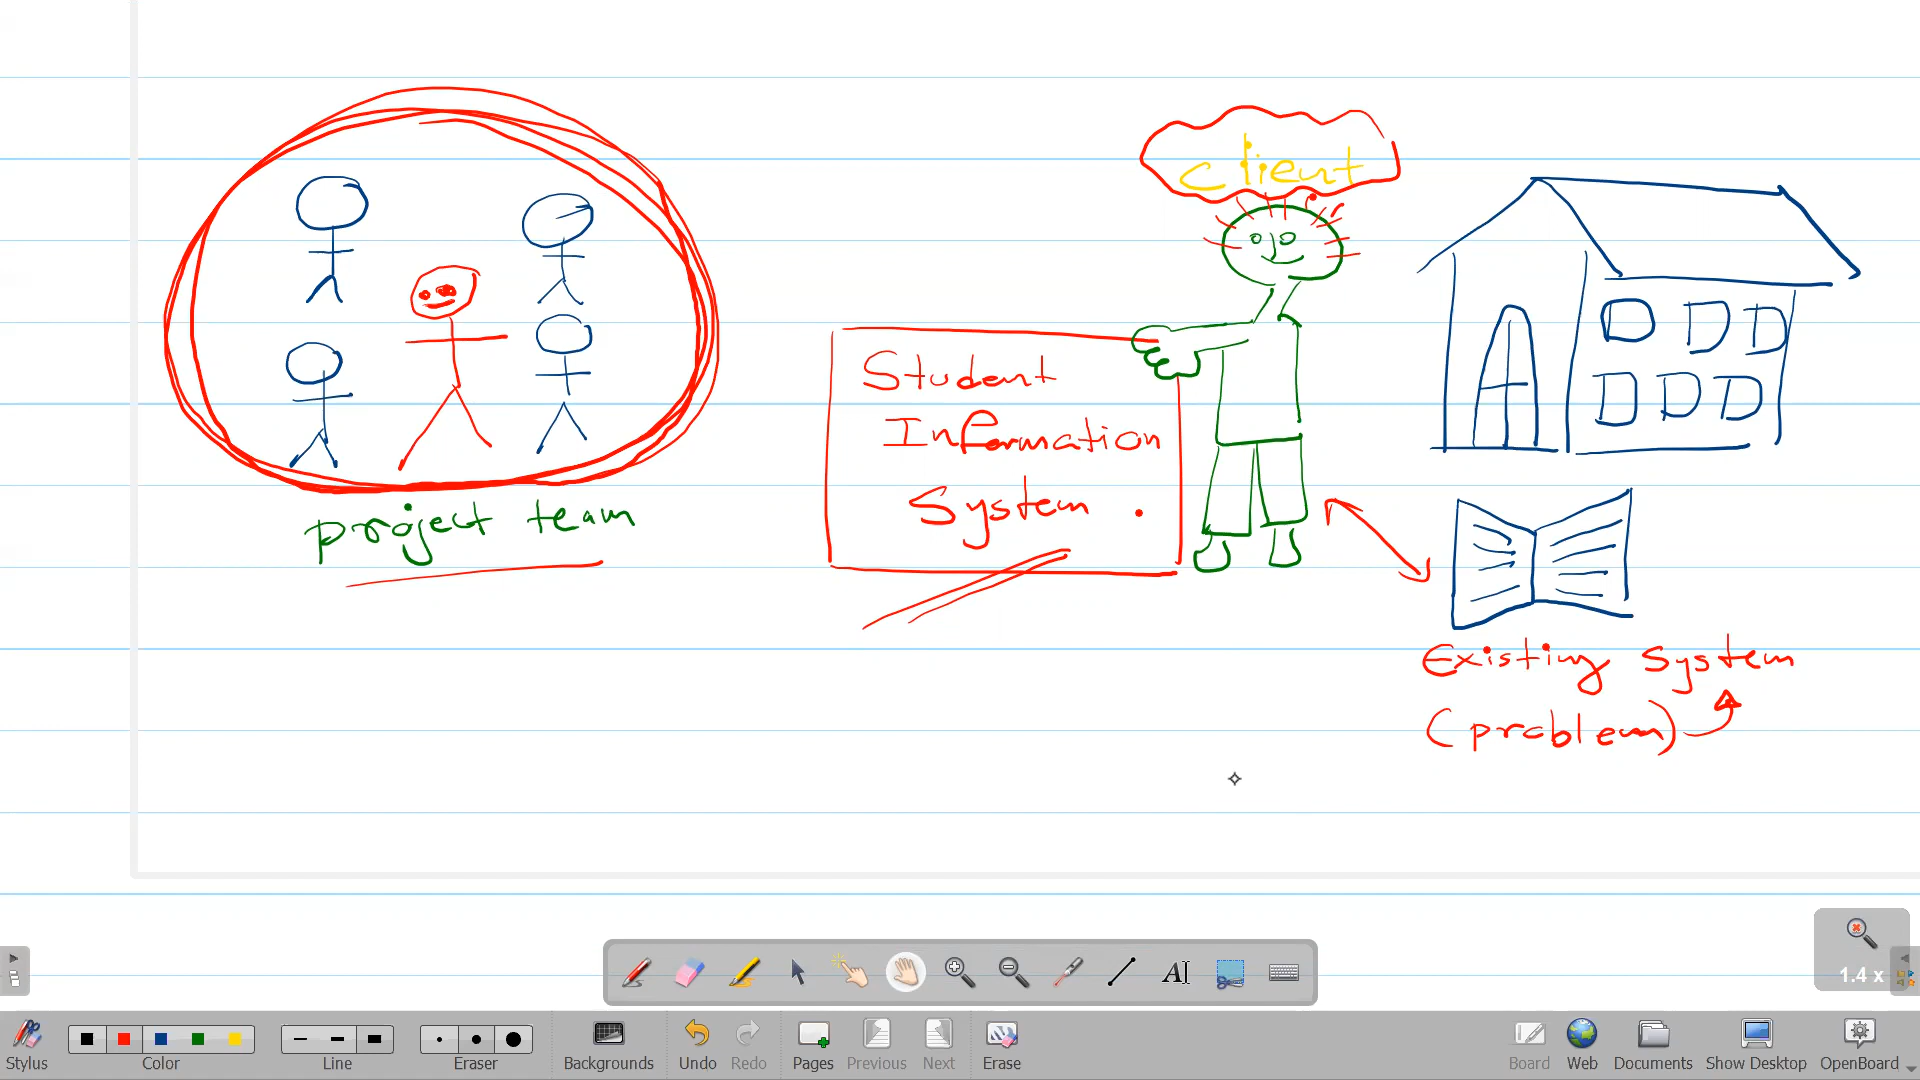 client
Student
Information
System .
project team
Existing System
(problem)
1.4 x
Stylus
Color
Line
Eraser
Backgrounds
Undo
Redo
Pages
Previous
Next
Erase
Board
Web
Documents
Show Desktop
OpenBoard